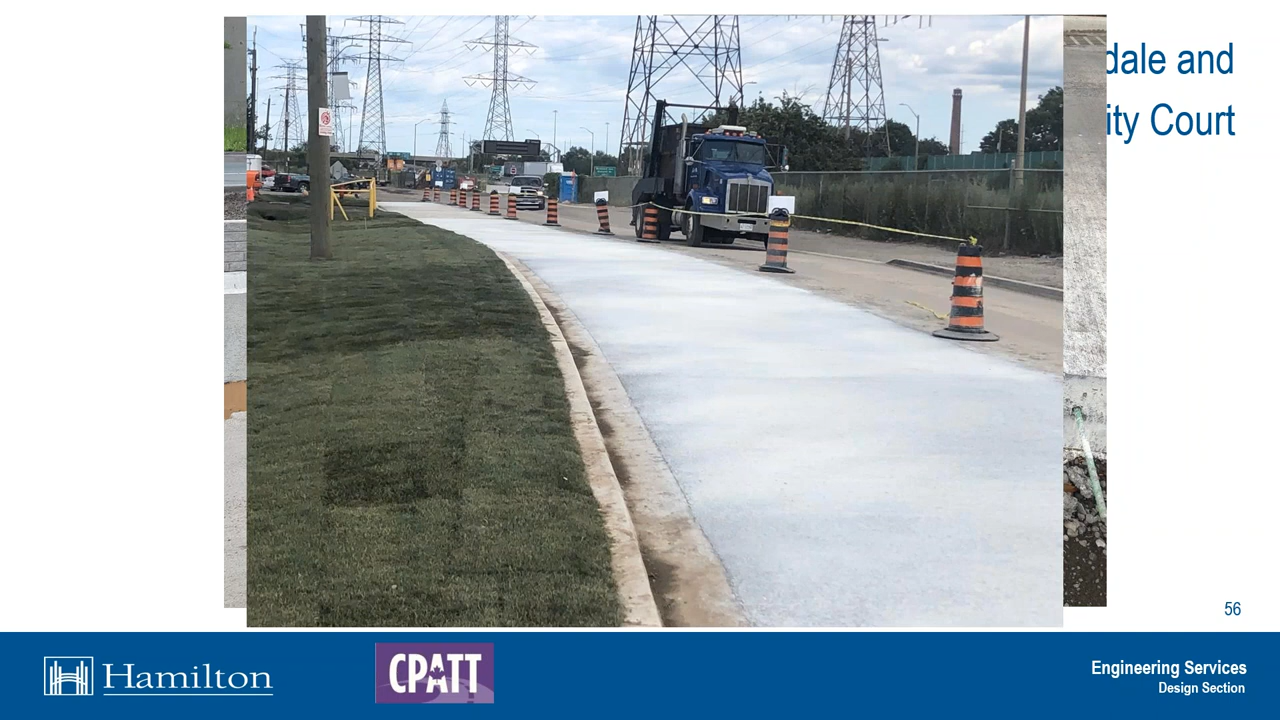 dale and
ity Court
56
Hamilton
CPATT
Engineering Services
Design Section